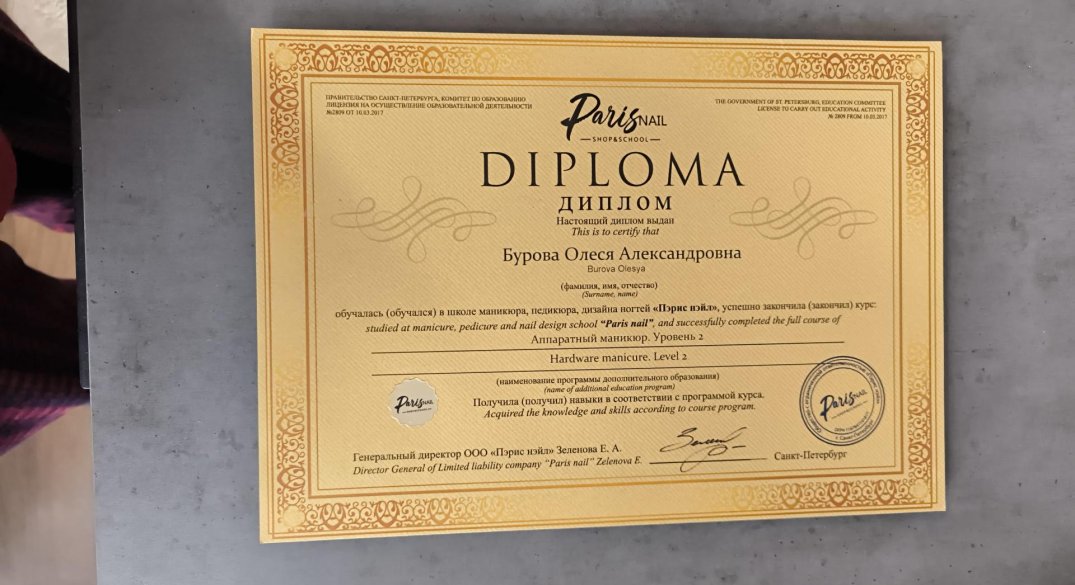 ПРАВИТЕЛЬСТВО САНКТ-ПЕТЕРБУРГА, КОМИТЕТ ПО ОБРАЗОВАНИЮ
ЛИЦЕНЗИЯ НА ОСУЩЕСТВЛЕНИЕ ОБРАЗОВАТЕЛЬНОЙ ДЕЯТЕЛЬНОСТИ
№2809 ОТ 10.03.2017
THE GOVERNMENT OF ST. PETERSBURG, EDUCATION COMMITTEE
LICENSE TO CARRY OUT EDUCATIONAL ACTIVITY
№ 2809 FROM 10.03.2017
Paris NAIL
SHOP&SCHOOL
DIPLOMA
ДИПЛОМ
Настоящий диплом выдан
This is to certify that
Бурова Олеся Александровна
Burova Olesya
(фамилия, имя, отчество)
(Surname, name)
обучалась (обучался) в школе маникюра, педикюра, дизайна ногтей «Пэрис нэйл», успешно закончила (закончил) курс:
studied at manicure, pedicure and nail design school "Paris nail", and successfully completed the full course of
Аппаратный маникюр. Уровень 2
Hardware manicure. Level 2
(наименование программы дополнительного образования)
(name of additional education program)
Получила (получил) навыки в соответствии с программой курса.
Acquired the knowledge and skills according to course program.
Paris NAIL
Paris NAIL
г. Санкт-Петербург
Генеральный директор ООО «Пэрис нэйл» Зеленова Е. А.
Director General of Limited liability company "Paris nail" Zelenova E.
Санкт-Петербург